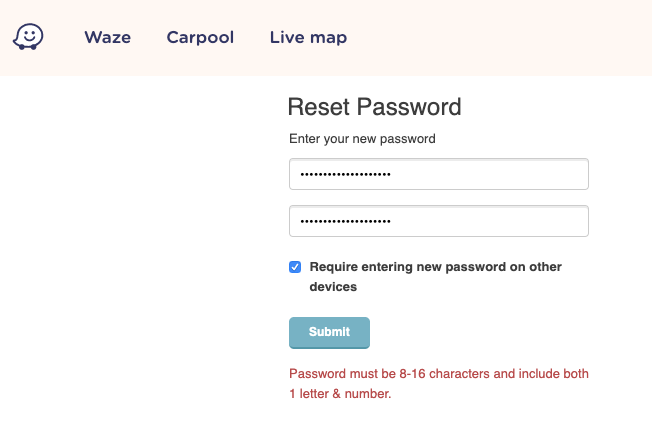 Waze Carpool Live map
Reset Password
Enter your new password
••••••••••••••••••••
••••••••••••••••••••
Require entering new password on other
devices
Submit
Password must be 8-16 characters and include both
1 letter & number.